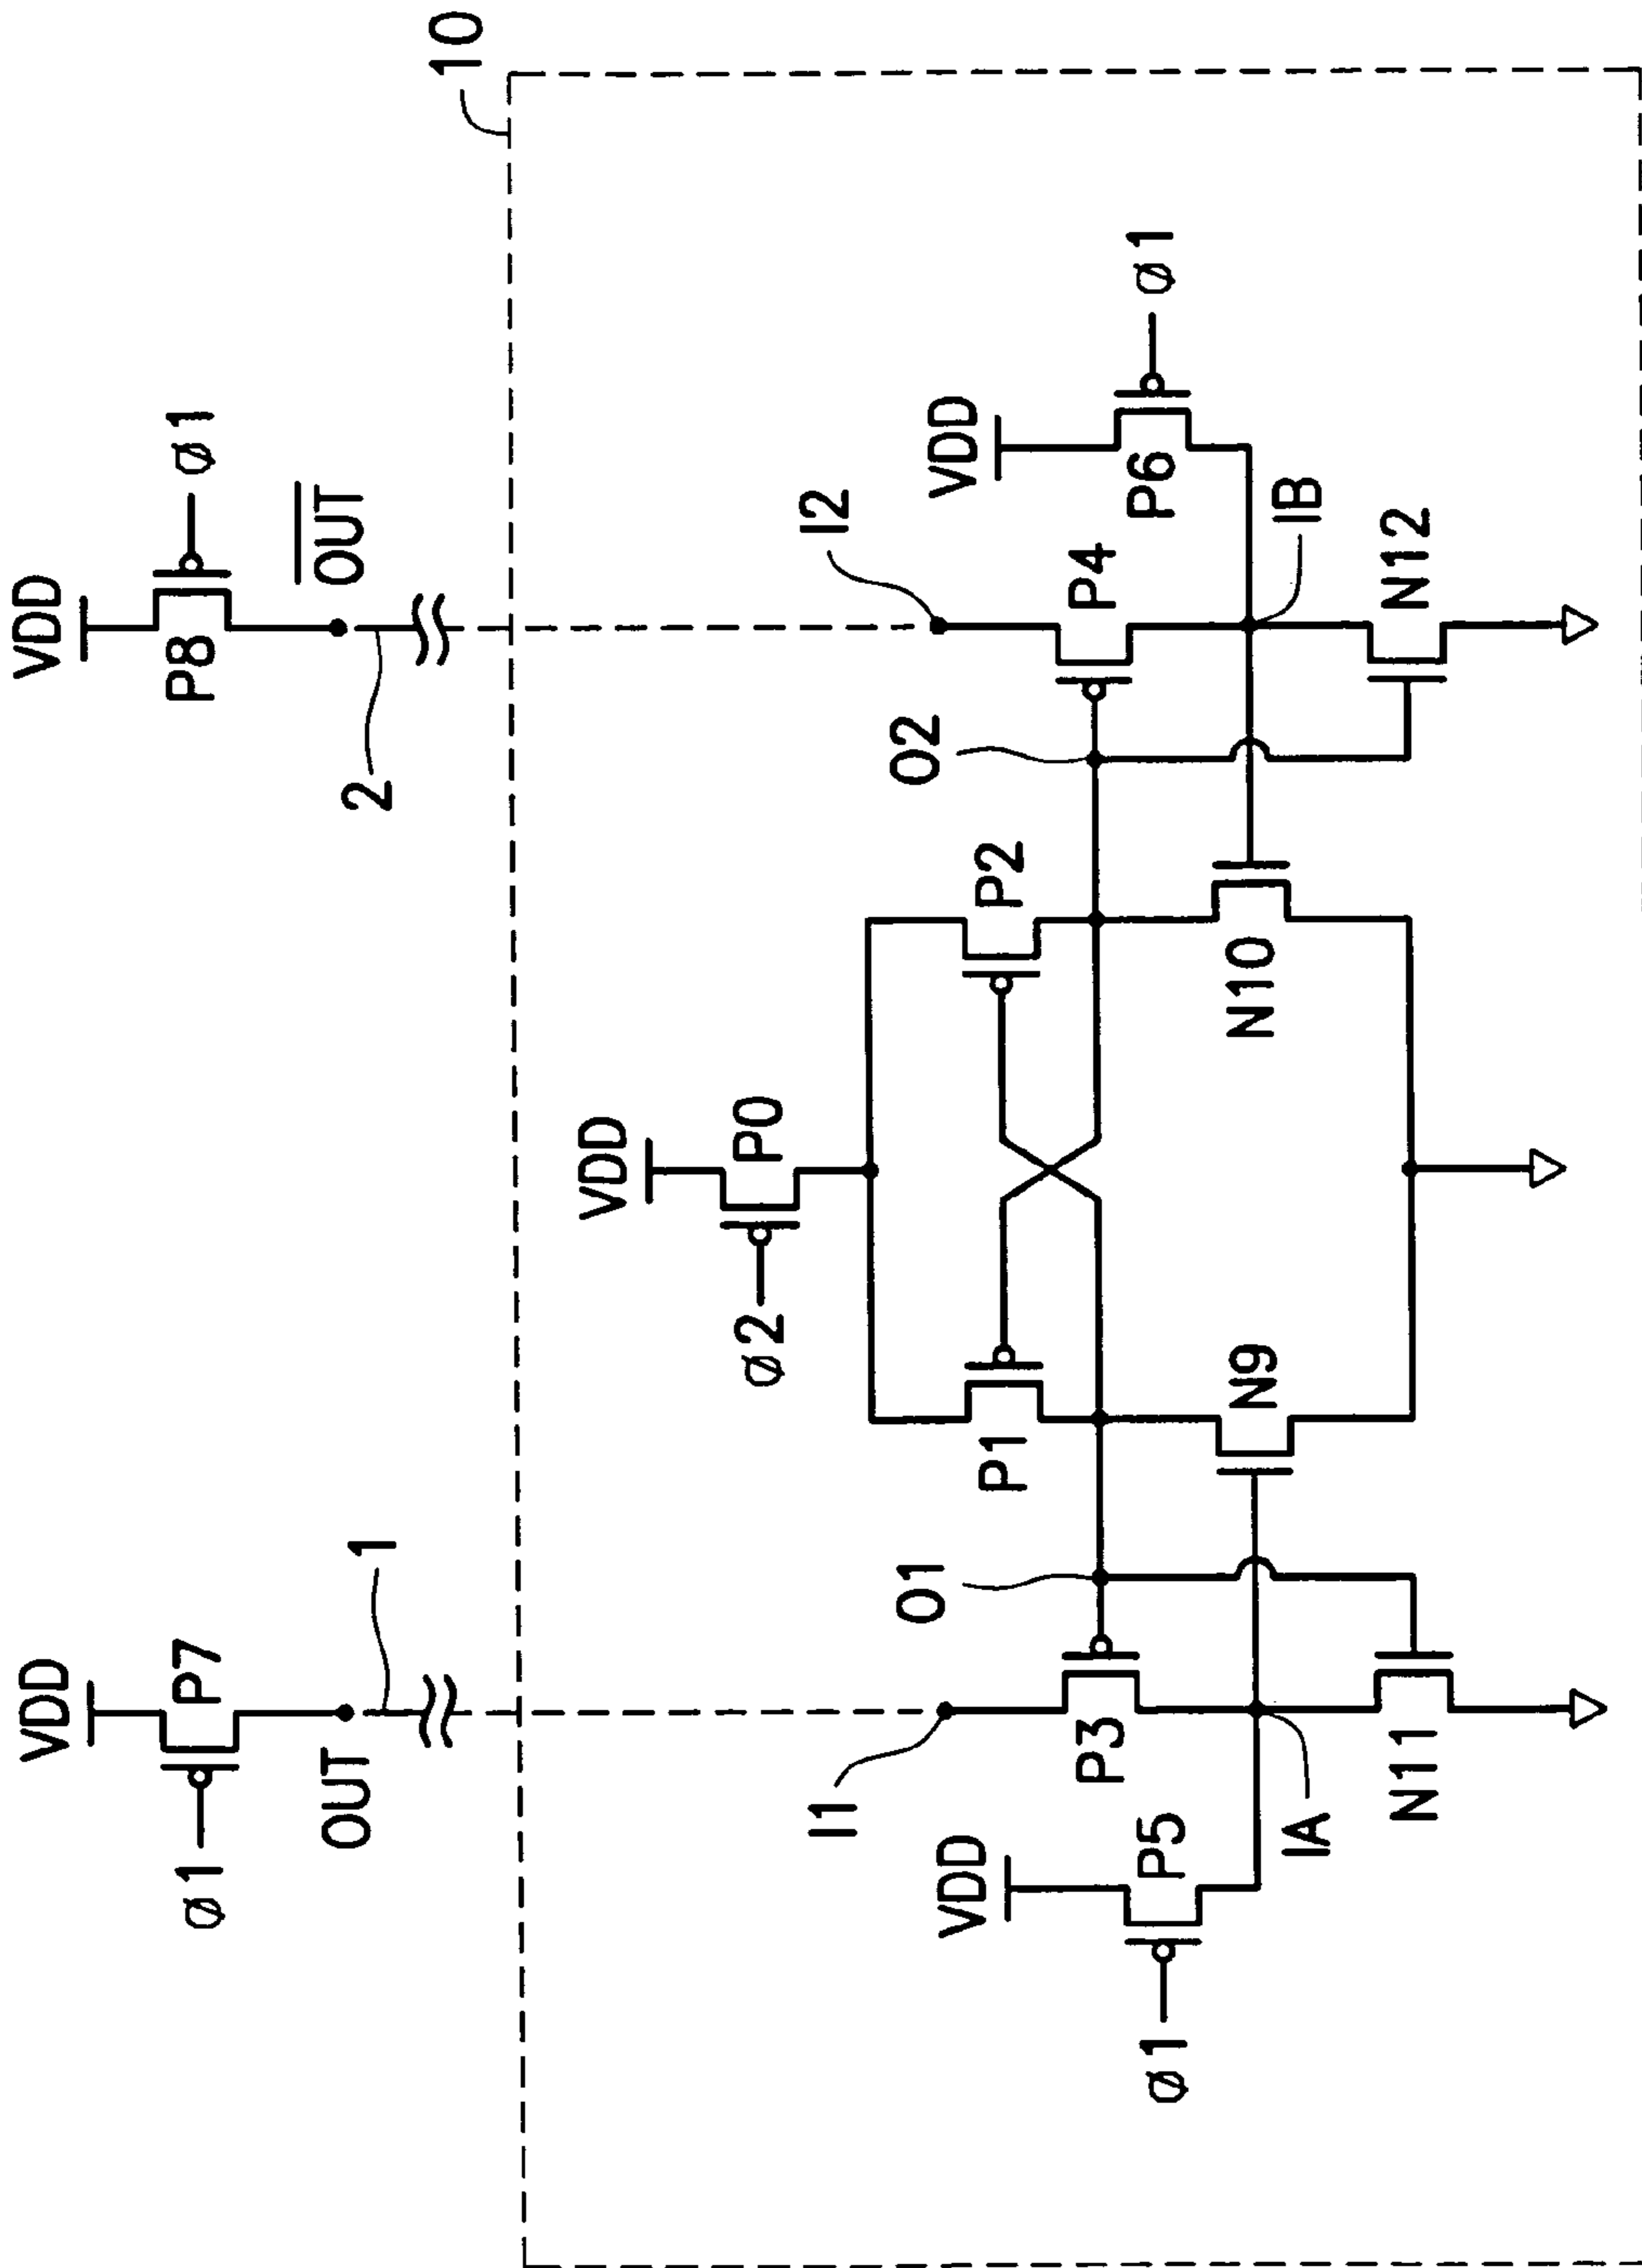 10
VDD
P7
ø1
OUT
1
VDD
P8
ø1
OUT
2
VDD
P0
ø2
I1
O1
P3
P1
P2
O2
I2
P4
VDD
P5
ø1
IA
N11
N9
N10
VDD
P6
ø1
IB
N12